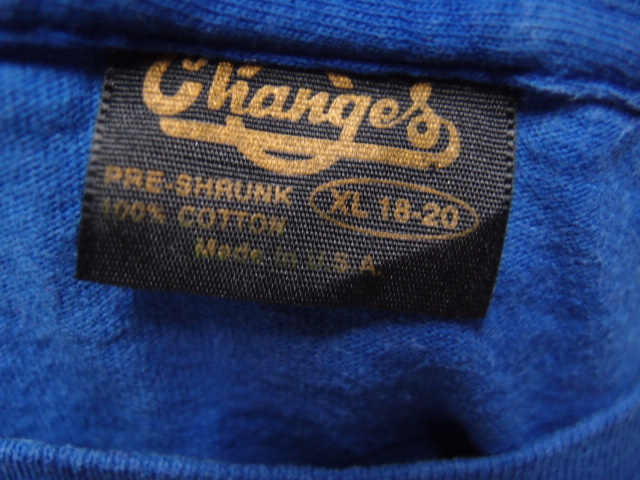 Changes
PRE-SHRUNK
XL 18-20
100% COTTON
Made in U.S.A.